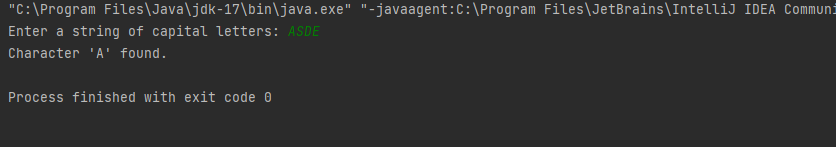 "C:\Program Files\Java\jdk-17\bin\java.exe" "-javaagent:C:\Program Files\JetBrains\IntelliJ IDEA Communi
Enter a string of capital letters: ASDE
Character 'A' found.
Process finished with exit code 0